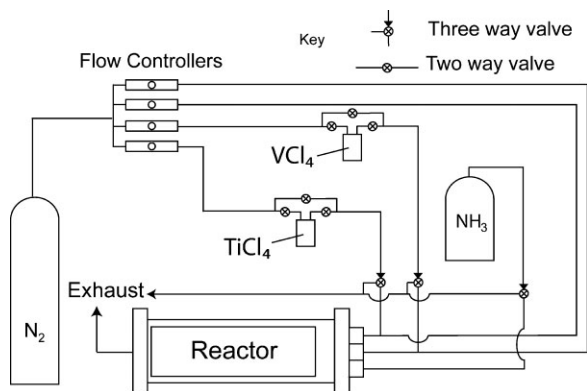 Key
Three way valve
Flow Controllers
Two way valve
VCl₄
NH₃
TiCl₄
Exhaust
N₂
Reactor